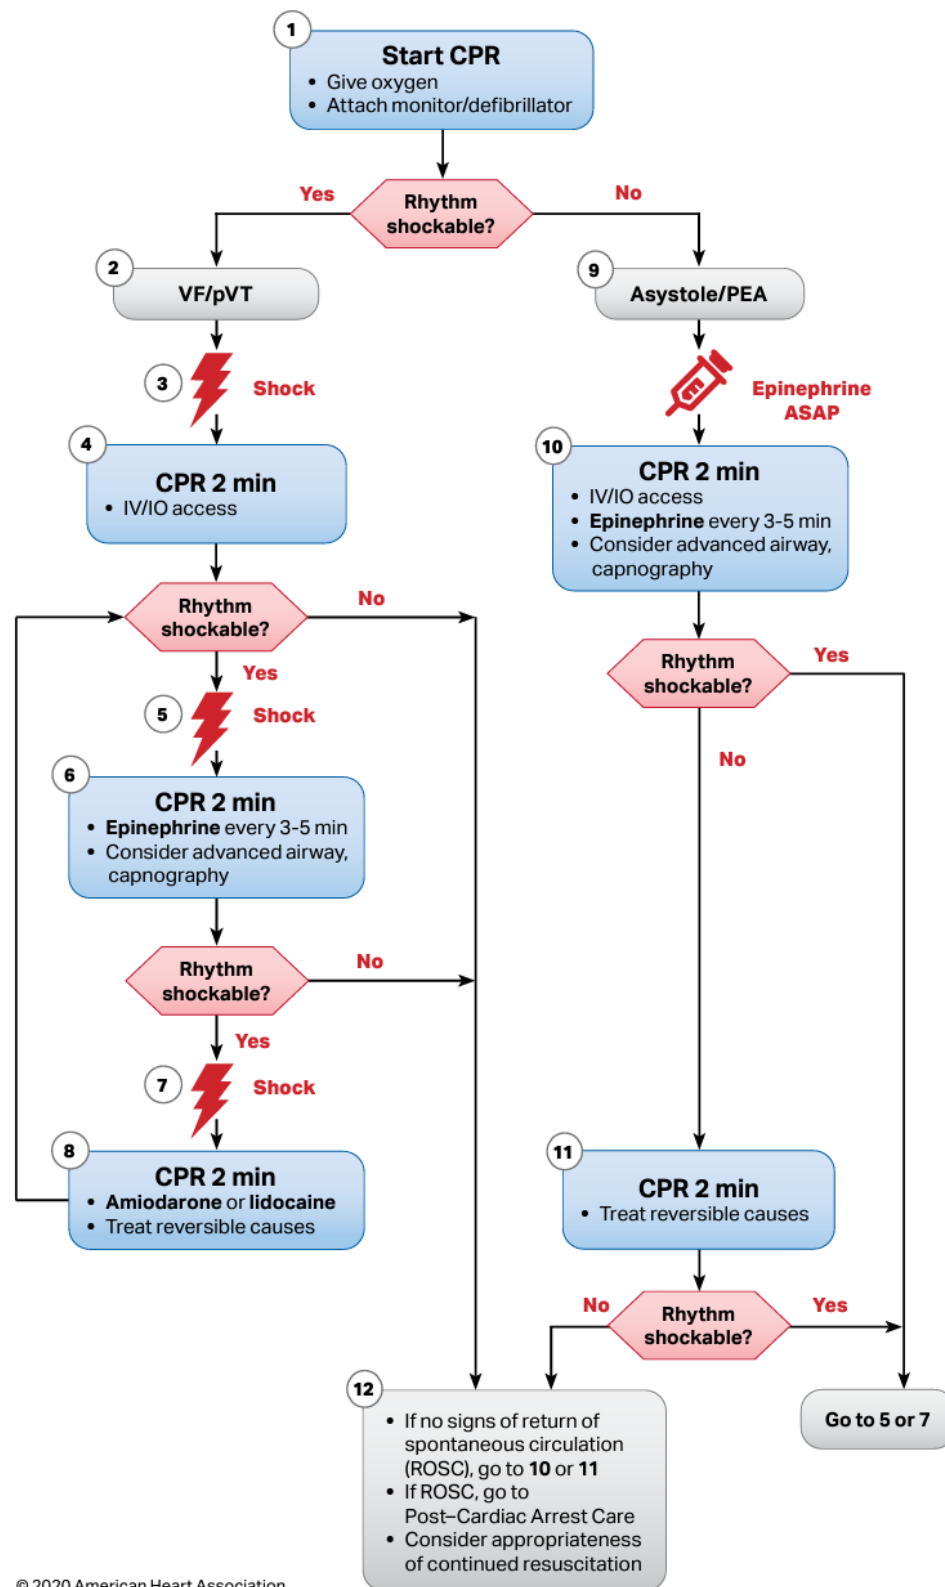 1
Start CPR
• Give oxygen
• Attach monitor/defibrillator
Rhythm
shockable?
Yes
No
2
VF/pVT
3
Shock
4
CPR 2 min
• IV/IO access
Rhythm
shockable?
No
Yes
5
Shock
6
CPR 2 min
• Epinephrine every 3-5 min
• Consider advanced airway,
capnography
Rhythm
shockable?
No
Yes
7
Shock
8
CPR 2 min
• Amiodarone or lidocaine
• Treat reversible causes
9
Asystole/PEA
Epinephrine
ASAP
10
CPR 2 min
• IV/IO access
• Epinephrine every 3-5 min
• Consider advanced airway,
capnography
Rhythm
shockable?
Yes
No
11
CPR 2 min
• Treat reversible causes
Rhythm
shockable?
No
Yes
12
• If no signs of return of
spontaneous circulation
(ROSC), go to 10 or 11
• If ROSC, go to
Post–Cardiac Arrest Care
• Consider appropriateness
of continued resuscitation
Go to 5 or 7
© 2020 American Heart Association